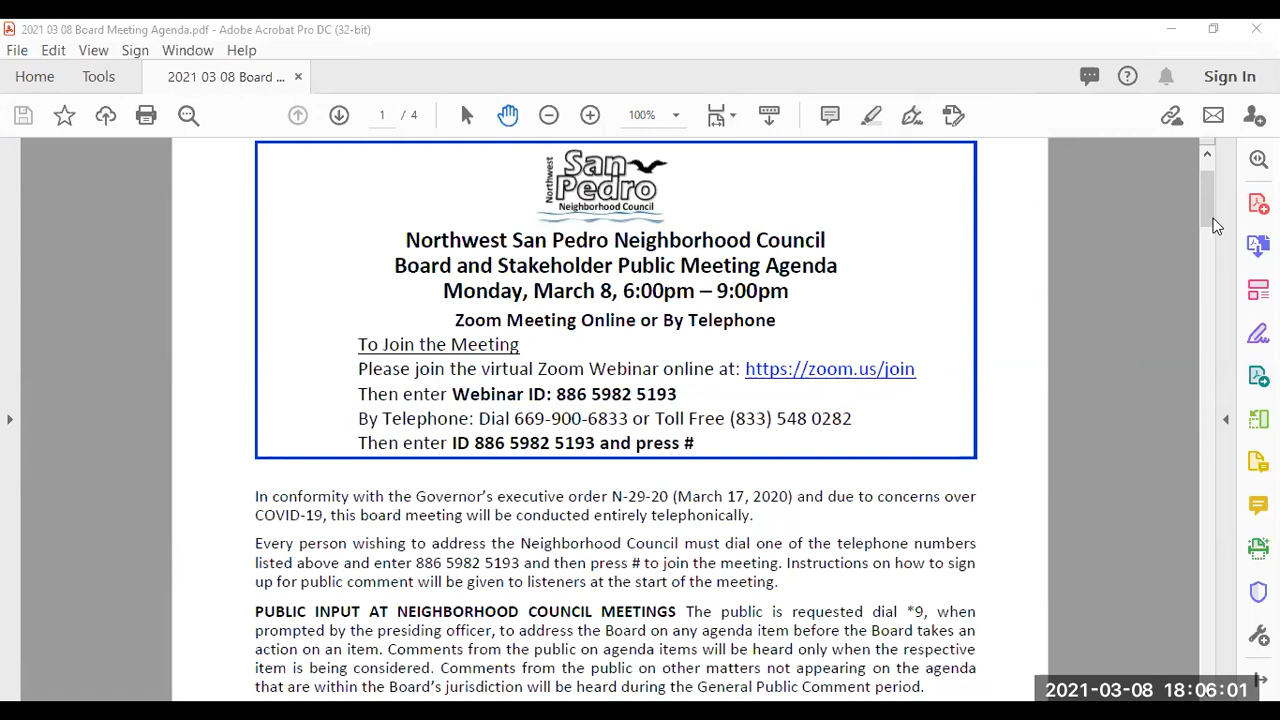 2021 03 08 Board Meeting Agenda.pdf - Adobe Acrobat Pro DC (32-bit)
File Edit View Sign Window Help
Home Tools 2021 03 08 Board ... × Sign In
1 / 4 100%
Northwest
San
Pedro
Neighborhood Council
Northwest San Pedro Neighborhood Council
Board and Stakeholder Public Meeting Agenda
Monday, March 8, 6:00pm – 9:00pm
Zoom Meeting Online or By Telephone
To Join the Meeting
Please join the virtual Zoom Webinar online at: https://zoom.us/join
Then enter Webinar ID: 886 5982 5193
By Telephone: Dial 669-900-6833 or Toll Free (833) 548 0282
Then enter ID 886 5982 5193 and press #
In conformity with the Governor’s executive order N-29-20 (March 17, 2020) and due to concerns over
COVID-19, this board meeting will be conducted entirely telephonically.
Every person wishing to address the Neighborhood Council must dial one of the telephone numbers
listed above and enter 886 5982 5193 and then press # to join the meeting. Instructions on how to sign
up for public comment will be given to listeners at the start of the meeting.
PUBLIC INPUT AT NEIGHBORHOOD COUNCIL MEETINGS The public is requested dial *9, when
prompted by the presiding officer, to address the Board on any agenda item before the Board takes an
action on an item. Comments from the public on agenda items will be heard only when the respective
item is being considered. Comments from the public on other matters not appearing on the agenda
that are within the Board’s jurisdiction will be heard during the General Public Comment period.
2021-03-08 18:06:01